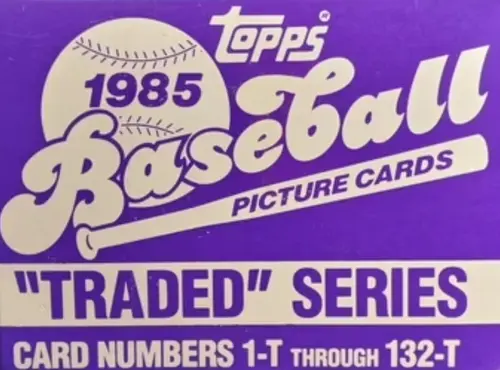 TOPPS®
1985
Baseball
PICTURE CARDS
"TRADED" SERIES
CARD NUMBERS 1-T THROUGH 132-T